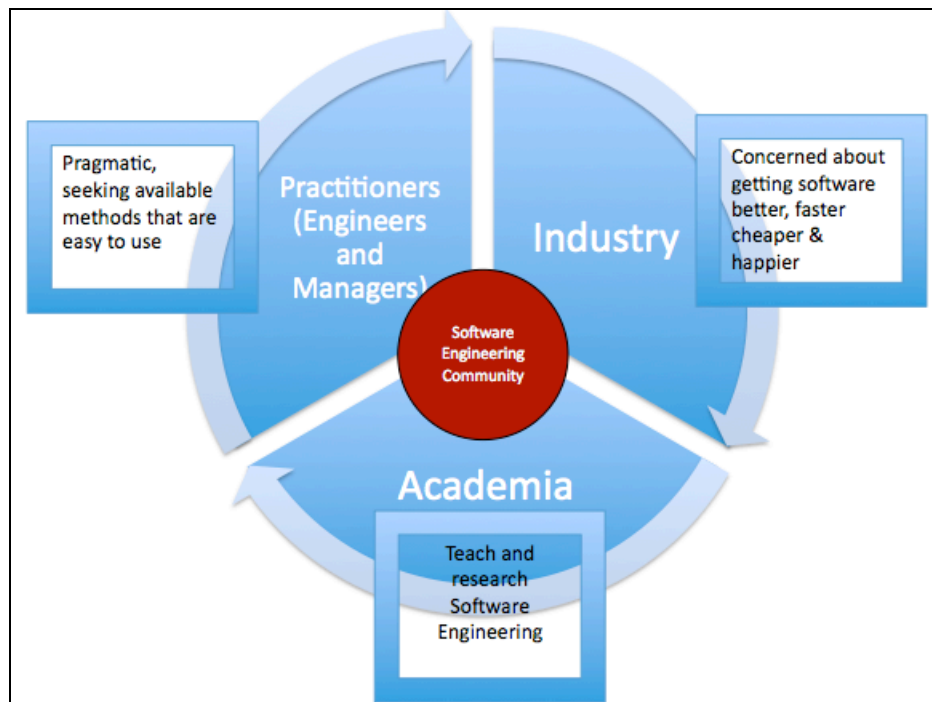 Pragmatic,
seeking available
methods that are
easy to use
Practitioners
(Engineers
and
Managers)
Industry
Concerned about
getting software
better, faster
cheaper &
happier
Software
Engineering
Community
Academia
Teach and
research
Software
Engineering